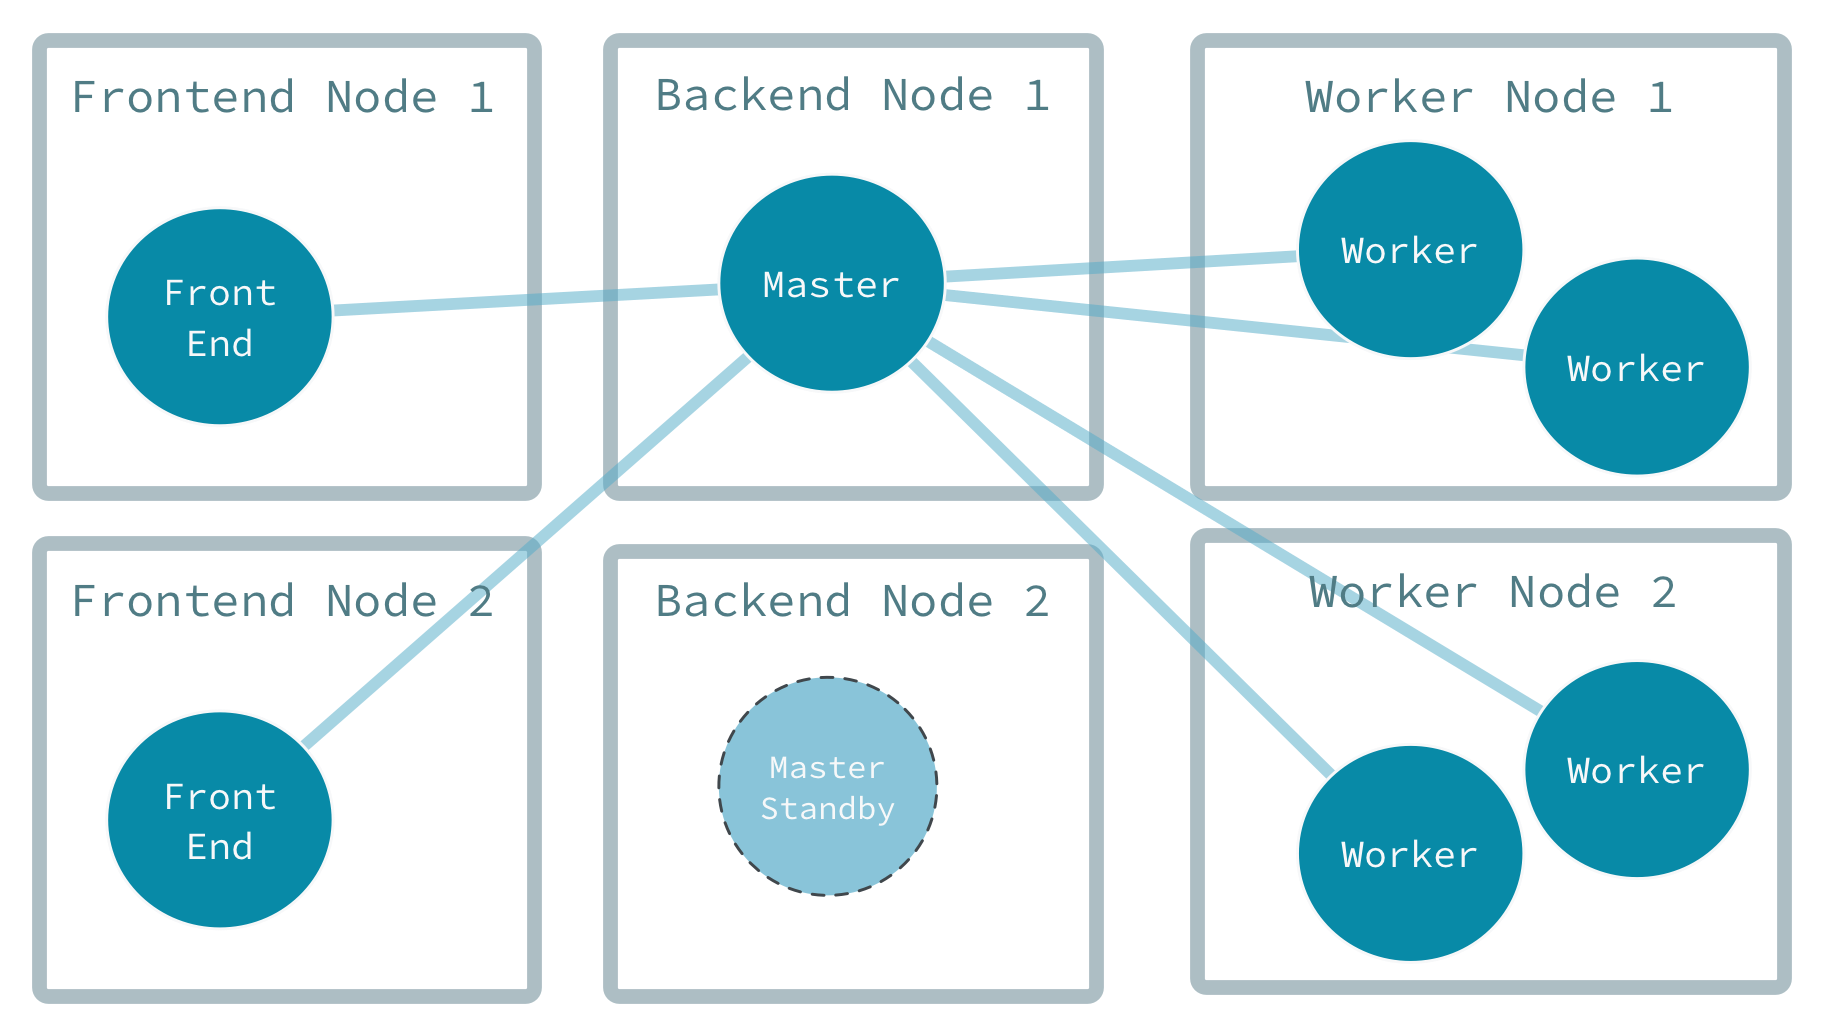 Frontend Node 1
Front
End
Backend Node 1
Master
Worker Node 1
Worker
Worker
Frontend Node 2
Front
End
Backend Node 2
Master
Standby
Worker Node 2
Worker
Worker